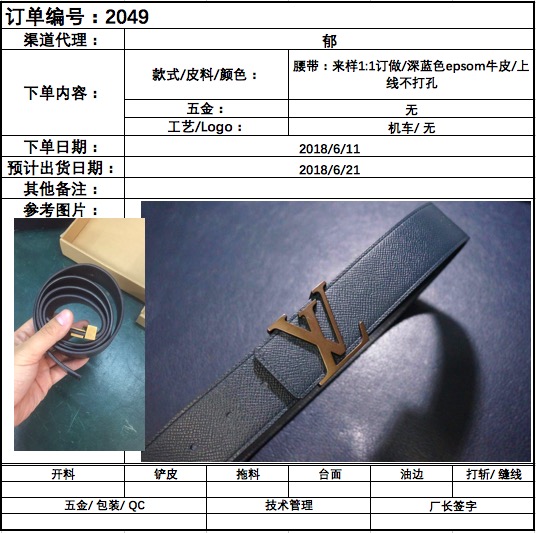 订单编号：2049
渠道代理：
郁
下单内容：
款式/皮料/颜色：
腰带：来样1:1订做/深蓝色epsom牛皮/上
线不打孔
五金：
无
工艺/Logo：
机车/ 无
下单日期：
2018/6/11
预计出货日期：
2018/6/21
其他备注：
参考图片：
LV
开料
铲皮
拖料
台面
油边
打斩/ 缝线
五金/ 包装/ QC
技术管理
厂长签字